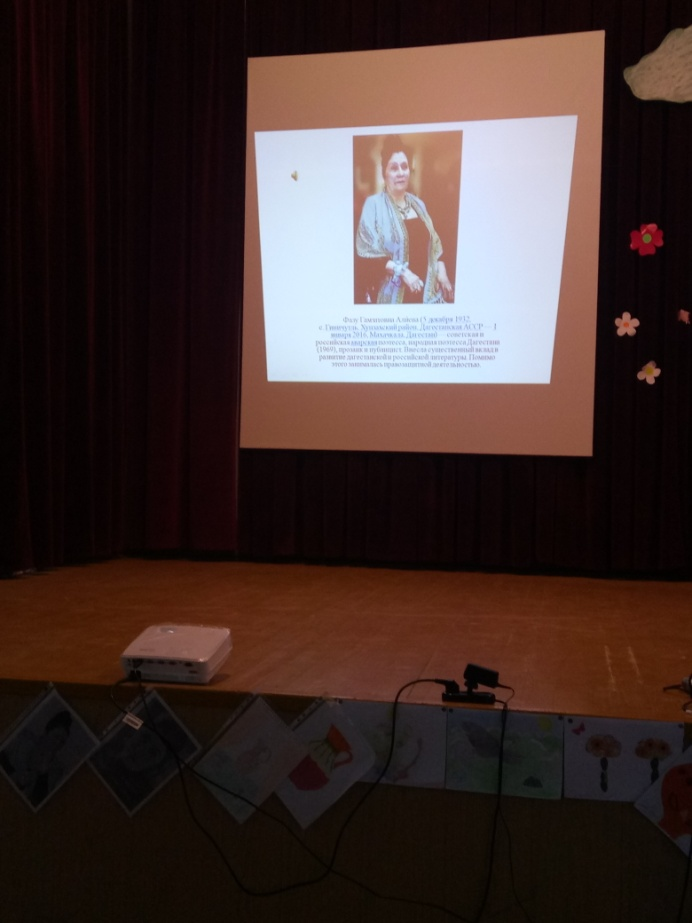 Фазу Гамзатовна Алиева (5 декабря 1932,
с. Гиничутль, Хунзахский район, Дагестанская АССР — 1
января 2016, Махачкала, Дагестан) — советская и
российская аварская поэтесса, народная поэтесса Дагестана
(1969), прозаик и публицист. Внесла существенный вклад в
развитие дагестанской и российской литературы. Помимо
этого занималась правозащитной деятельностью.